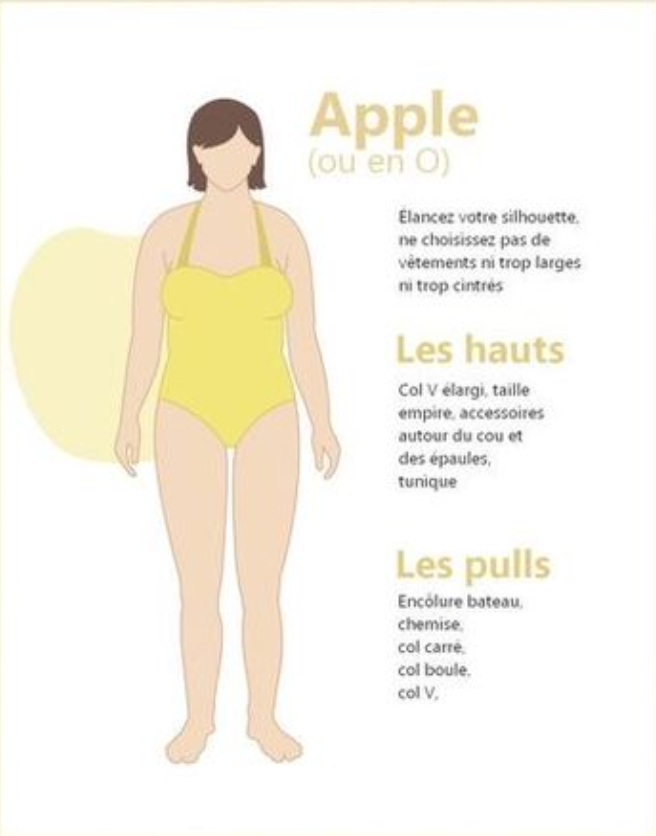 Apple
(ou en O)
Élancez votre silhouette,
ne choisissez pas de
vêtements ni trop larges
ni trop cintrés
Les hauts
Col V élargi, taille
empire, accessoires
autour du cou et
des épaules,
tunique
Les pulls
Encôlure bateau,
chemise,
col carré,
col boule,
col V,